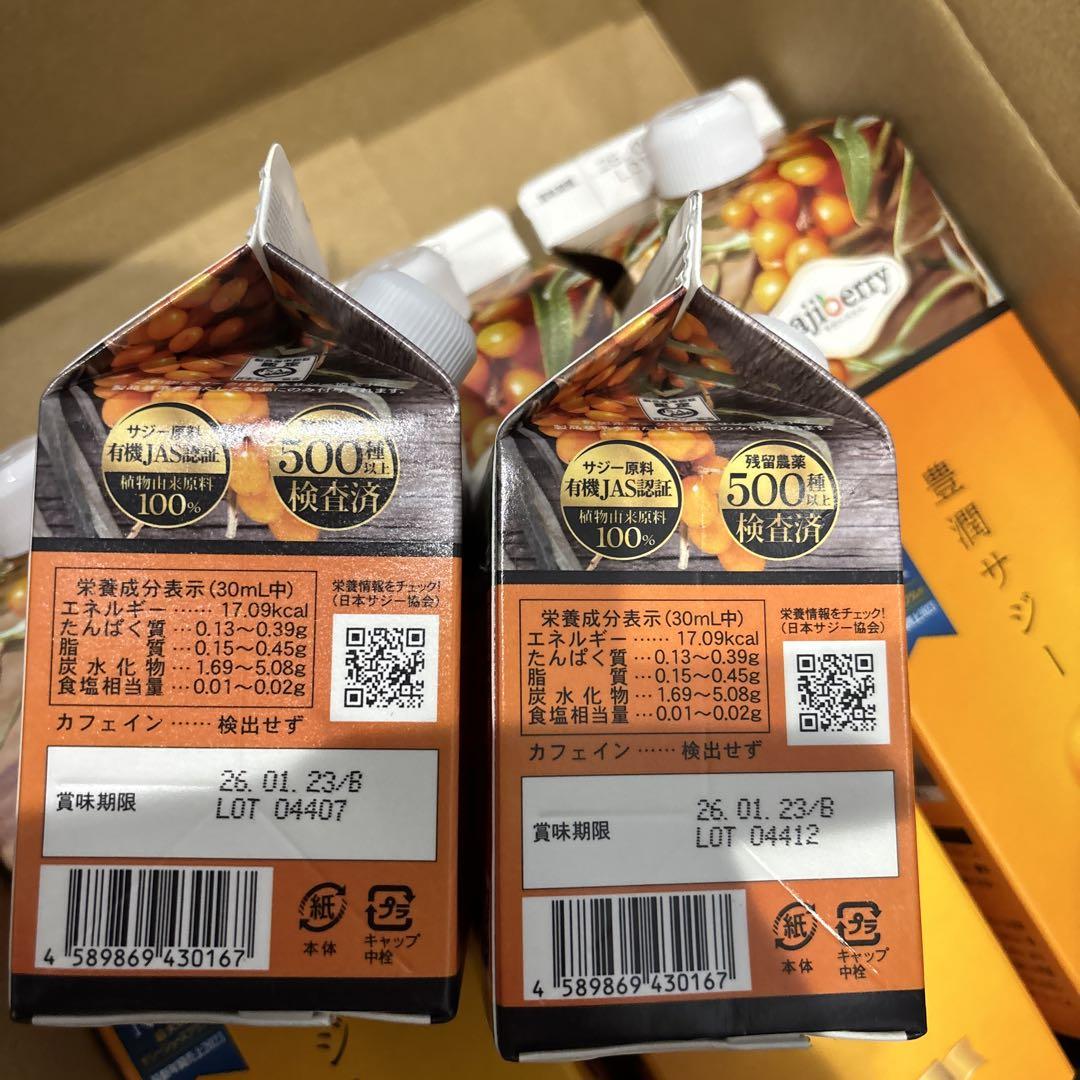 サジー原料
有機JAS認証
植物由来原料
100%
500種
以上
検査済
栄養成分表示(30mL中)
エネルギー……17.09kcal
たんぱく質…0.13～0.39g
脂質…0.15～0.45g
炭水化物…1.69～5.08g
食塩相当量…0.01～0.02g
カフェイン……検出せず
栄養情報をチェック!
(日本サジー協会)
賞味期限
26.01.23/B
LOT 04407
4 589869 430167
紙
本体
プラ
キャップ
中栓
サジー原料
有機JAS認証
植物由来原料
100%
残留農薬
500種
以上
検査済
栄養成分表示(30mL中)
エネルギー……17.09kcal
たんぱく質…0.13～0.39g
脂質…0.15～0.45g
炭水化物…1.69～5.08g
食塩相当量…0.01～0.02g
カフェイン……検出せず
栄養情報をチェック!
(日本サジー協会)
賞味期限
26.01.23/B
LOT 04412
4 589869 430167
紙
本体
プラ
キャップ
中栓
ajiberry
豊潤サジー
ジ